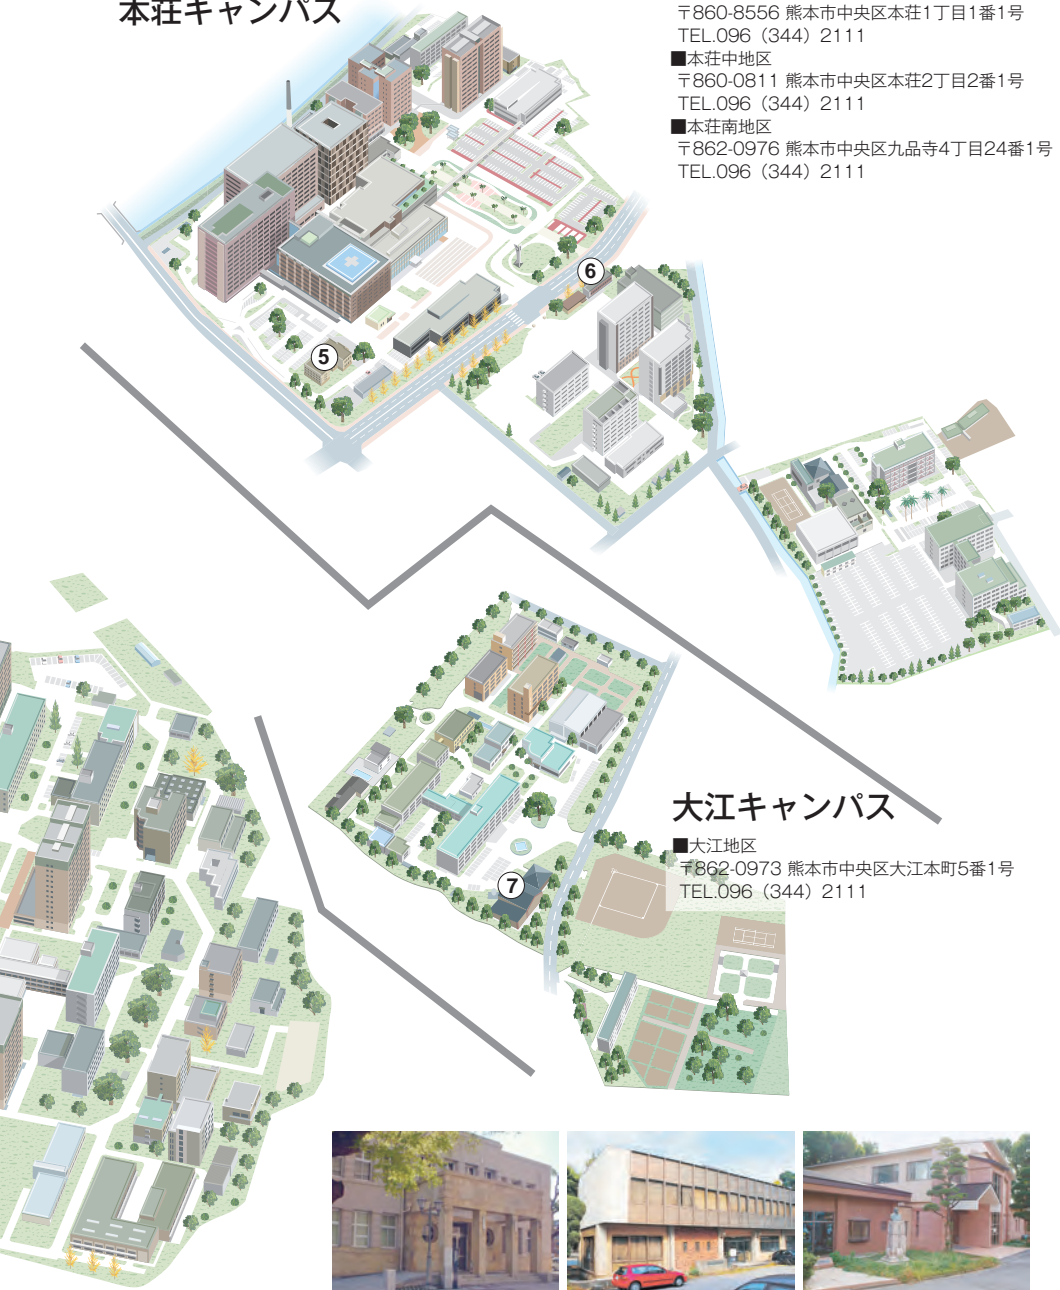 本荘キャンパス
〒860-8556 熊本市中央区本荘1丁目1番1号
TEL.096（344）2111
■本荘中地区
〒860-0811 熊本市中央区本荘2丁目2番1号
TEL.096（344）2111
■本荘南地区
〒862-0976 熊本市中央区九品寺4丁目24番1号
TEL.096（344）2111
6
5
大江キャンパス
■大江地区
〒862-0973 熊本市中央区大江本町5番1号
TEL.096（344）2111
7